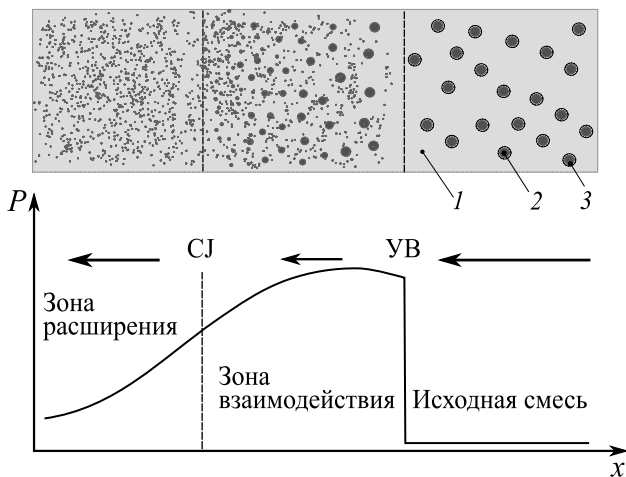 1 2 3
P
CJ УВ
Зона
расширения
Зона
взаимодействия
Исходная смесь
x